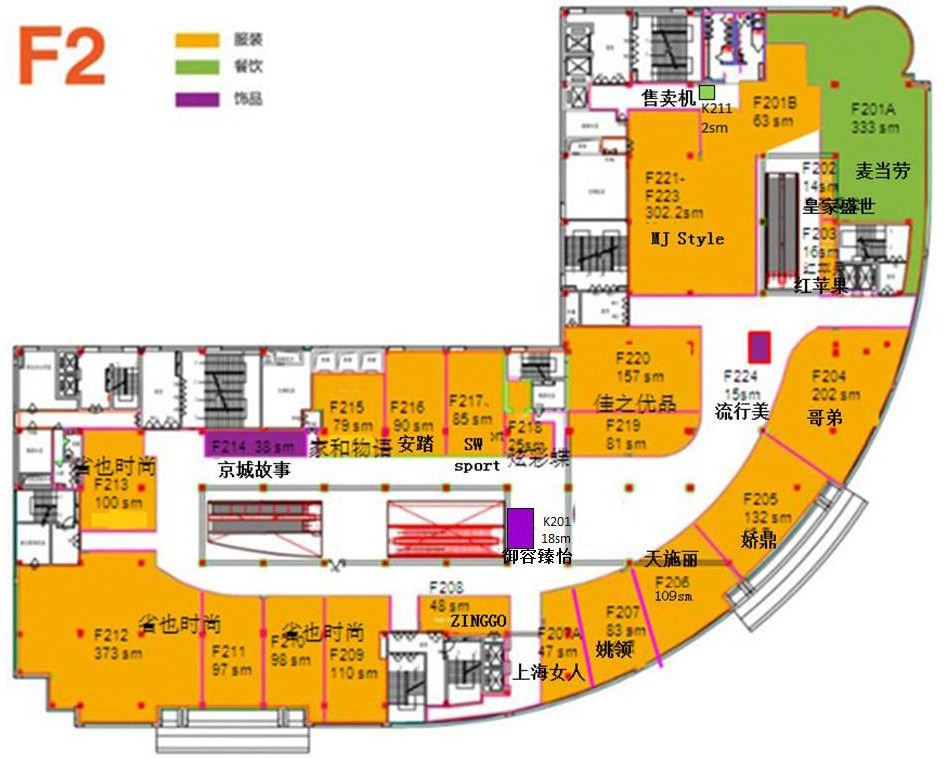 F2
服装
餐饮
饰品
售卖机
K211
2sm
F201B
63 sm
F201A
333 sm
麦当劳
F221-
F223
302.2sm
MJ Style
F202
14sm
皇家盛世
F203
16sm
红苹果
F220
157 sm
佳之优品
F219
81 sm
F224
15sm
流行美
F204
202 sm
哥弟
F215
79 sm
家和物语
F216
90 sm
安踏
F217、
85 sm
SW
sport
F218
25sm
炫彩蝶
F214 38 sm
京城故事
省也时尚
F213
100 sm
K201
18sm
御容臻怡
F205
132 sm
娇鼎
天施丽
F206
109sm
F207
83 sm
姚领
F207A
47 sm
上海女人
F208
48 sm
ZINGGO
省也时尚
F212
373 sm
F211
97 sm
省也时尚
F210
98 sm
F209
110 sm